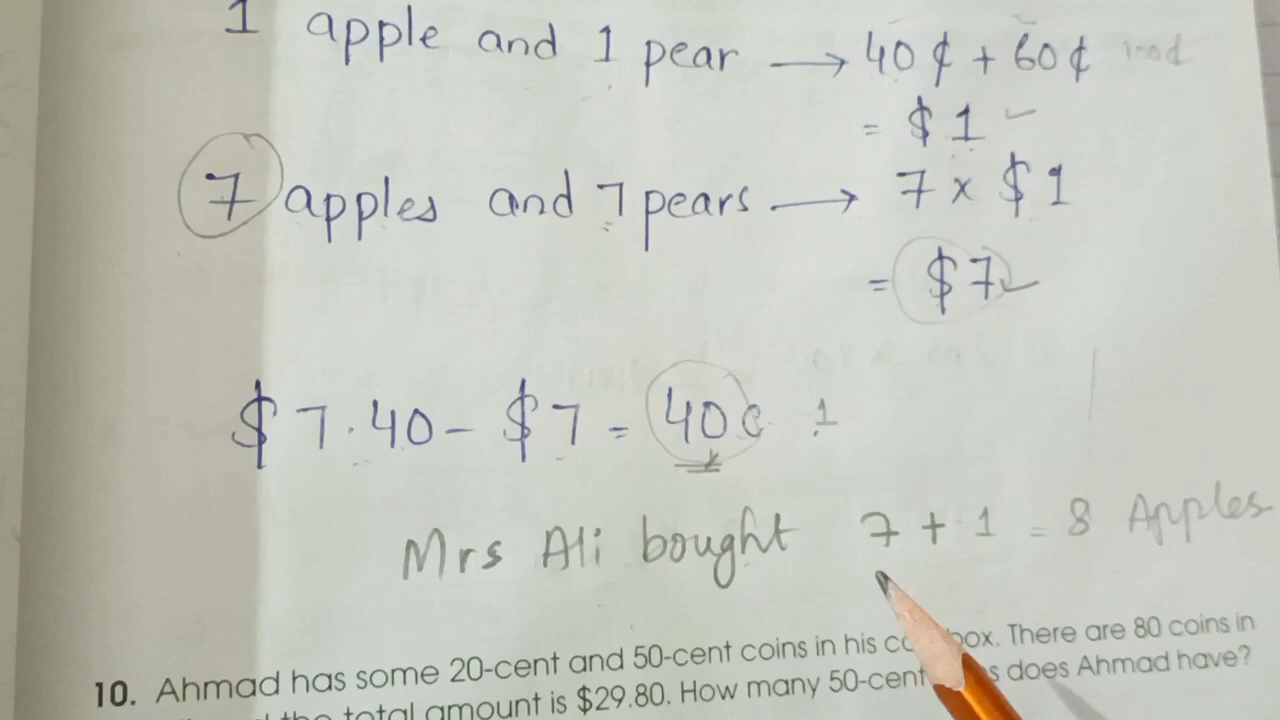 1 apple and 1 pear → 40 ¢ + 60 ¢
= $ 1
7 apples and 7 pears → 7 x $ 1
= $ 7
$ 7.40 - $ 7 = 40 c 1
Mrs Ali bought 7 + 1 = 8 Apples
10. Ahmad has some 20-cent and 50-cent coins in his box. There are 80 coins in
the total amount is $29.80. How many 50-cent does Ahmad have?